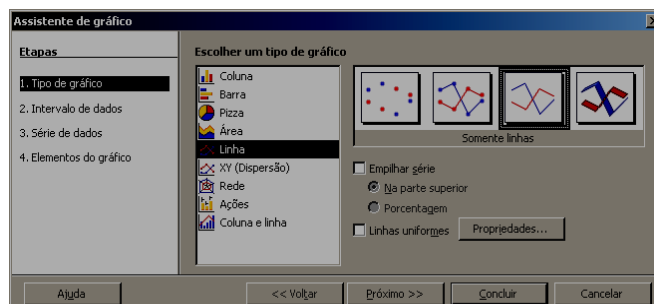 Assistente de gráfico
Etapas
1. Tipo de gráfico
2. Intervalo de dados
3. Série de dados
4. Elementos do gráfico
Escolher um tipo de gráfico
Coluna
Barra
Pizza
Área
Linha
XY (Dispersão)
Rede
Ações
Coluna e linha
Somente linhas
Empilhar série
Na parte superior
Porcentagem
Linhas uniformes
Propriedades...
Ajuda
<< Voltar
Próximo >>
Concluir
Cancelar